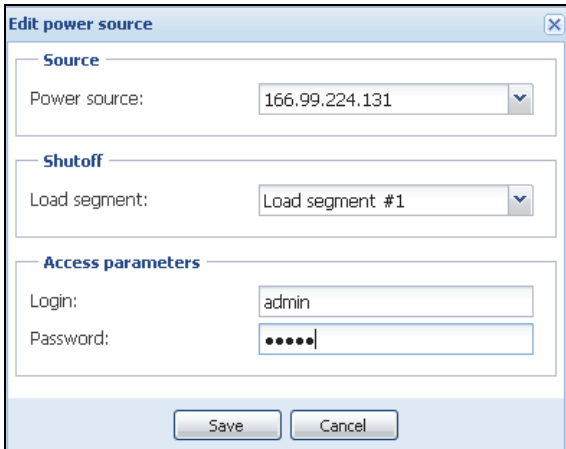 Edit power source
Source
Power source: 166.99.224.131
Shutoff
Load segment: Load segment #1
Access parameters
Login: admin
Password: •••••
Save Cancel